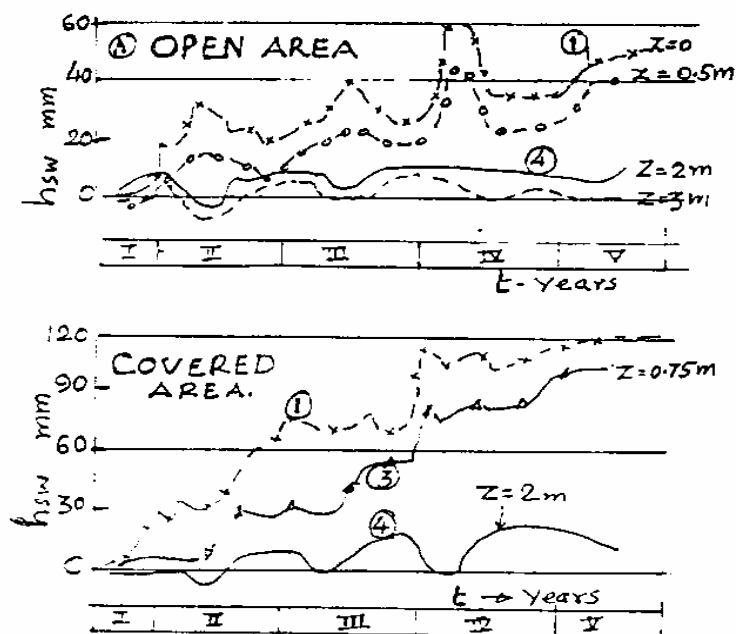 60
Ⓐ OPEN AREA
① Z=0
40
Z=0.5m
20
④
Z=2m
0
Z=3m
hsw mm
I II III IV V
t-Years
120
COVERED
AREA.
90
Z=0.75m
①
60
③
30
Z=2m
④
0
hsw mm
t → Years
I II III IV V